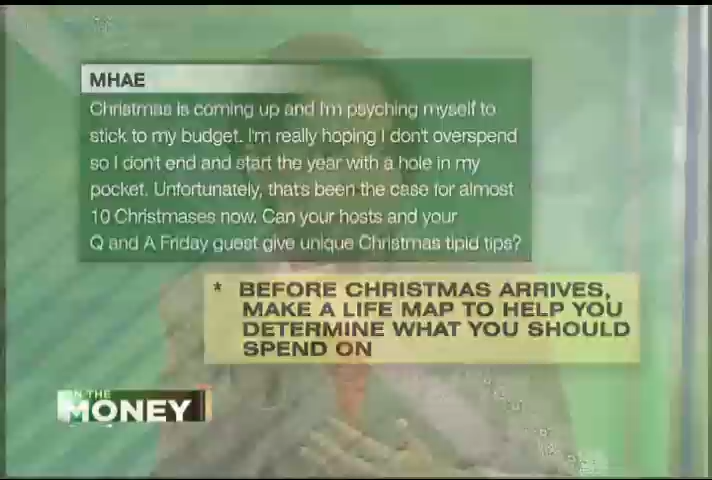 MHAE
Christmas is coming up and I'm psyching myself to
stick to my budget. I'm really hoping I don't overspend
so I don't end and start the year with a hole in my
pocket. Unfortunately, that's been the case for almost
10 Christmases now. Can your hosts and your
Q and A Friday guest give unique Christmas tipid tips?
* BEFORE CHRISTMAS ARRIVES,
MAKE A LIFE MAP TO HELP YOU
DETERMINE WHAT YOU SHOULD
SPEND ON
ON THE
MONEY